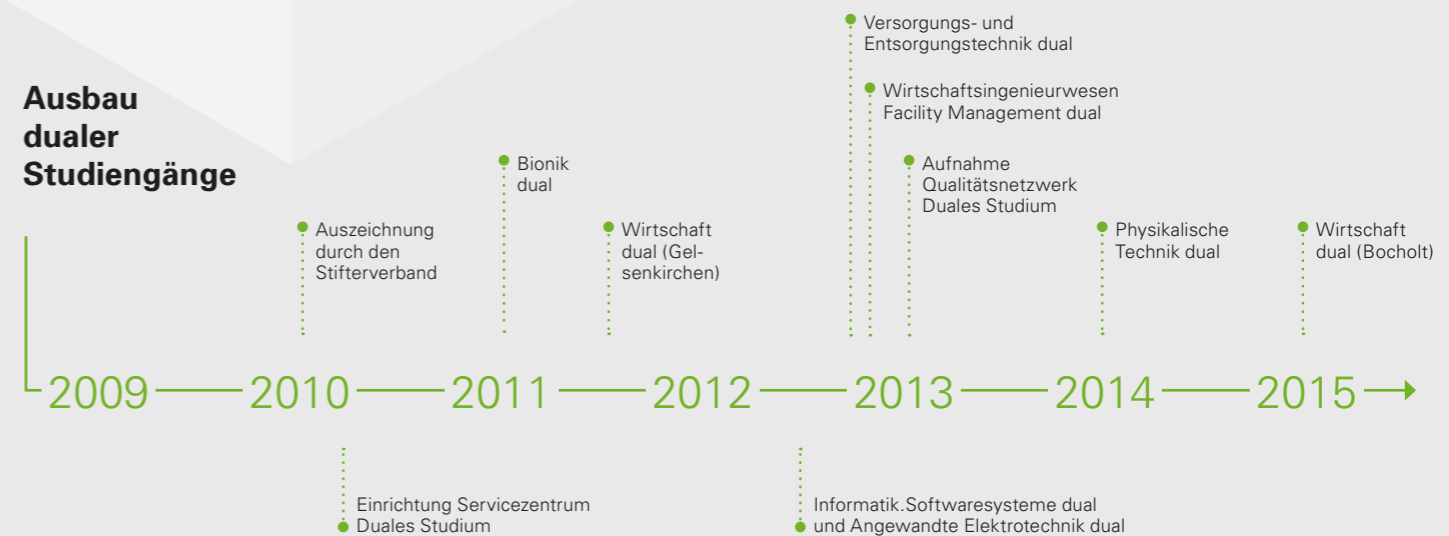 Ausbau
dualer
Studiengänge
Versorgungs- und
Entsorgungstechnik dual
Wirtschaftsingenieurwesen
Facility Management dual
Bionik
dual
Aufnahme
Qualitätsnetzwerk
Duales Studium
Auszeichnung
durch den
Stifterverband
Wirtschaft
dual (Gel-
senkirchen)
Physikalische
Technik dual
Wirtschaft
dual (Bocholt)
2009
2010
2011
2012
2013
2014
2015
Einrichtung Servicezentrum
Duales Studium
Informatik.Softwaresysteme dual
und Angewandte Elektrotechnik dual